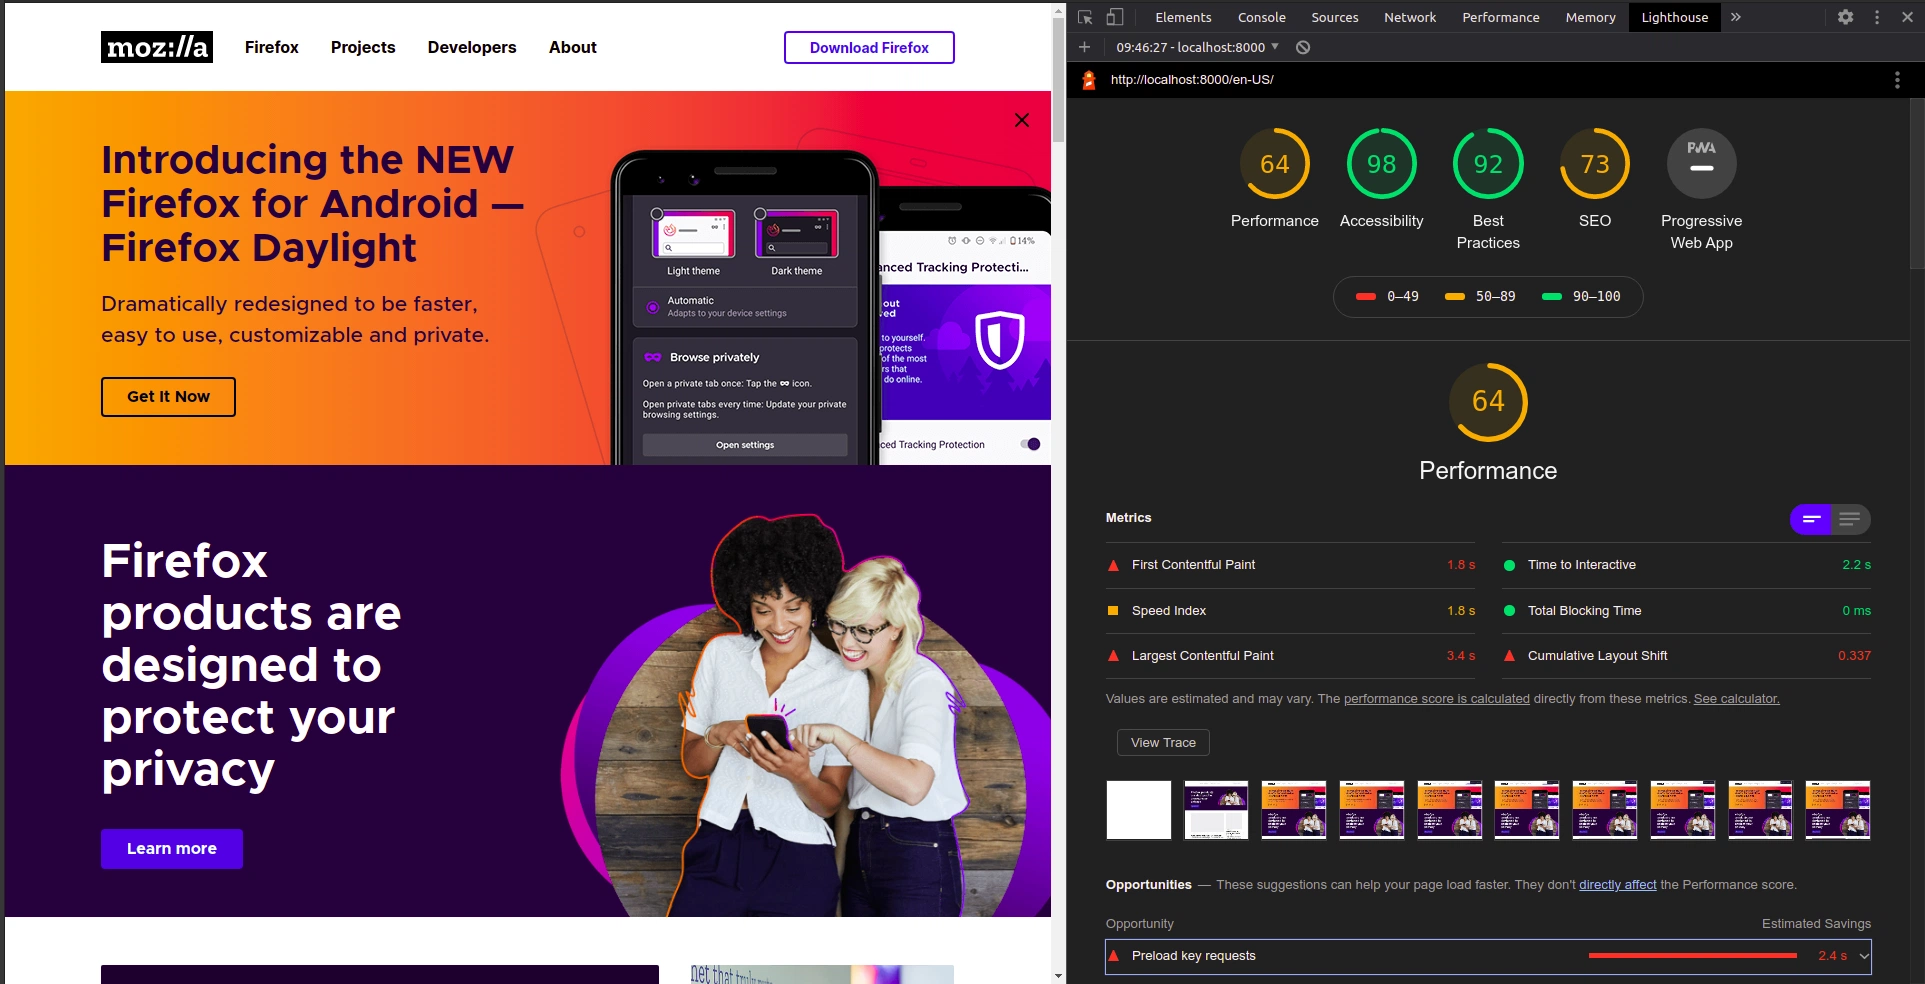 moz://a
Firefox
Projects
Developers
About
Download Firefox
Introducing the NEW
Firefox for Android —
Firefox Daylight
Dramatically redesigned to be faster,
easy to use, customizable and private.
Get It Now
Light theme
Dark theme
Automatic
Adapts to your device settings
Browse privately
Open a private tab once: Tap the ∞ icon.
Open private tabs every time: Update your private
browsing settings.
Open settings
14%
anced Tracking Protecti...
out
ed
to yourself.
protects
of the most
rs that
do online.
ced Tracking Protection
Firefox
products are
designed to
protect your
privacy
Learn more
net that truly puts
Elements
Console
Sources
Network
Performance
Memory
Lighthouse
»
09:46:27 - localhost:8000
http://localhost:8000/en-US/
64
98
92
73
PWA
Performance
Accessibility
Best
Practices
SEO
Progressive
Web App
0–49
50–89
90–100
64
Performance
Metrics
First Contentful Paint 1.8 s
Time to Interactive 2.2 s
Speed Index 1.8 s
Total Blocking Time 0 ms
Largest Contentful Paint 3.4 s
Cumulative Layout Shift 0.337
Values are estimated and may vary. The performance score is calculated directly from these metrics. See calculator.
View Trace
Opportunities — These suggestions can help your page load faster. They don't directly affect the Performance score.
Opportunity
Estimated Savings
Preload key requests 2.4 s